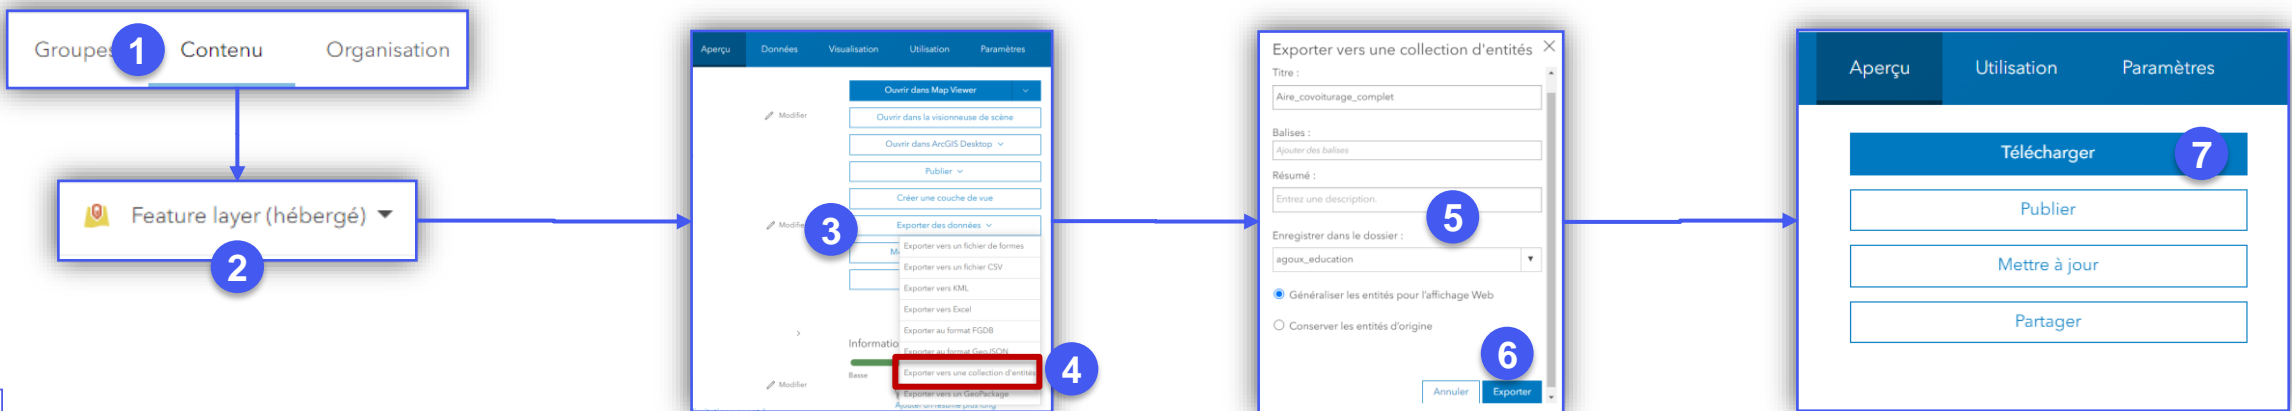 Groupes 1 Contenu Organisation
Feature layer (hébergé)
2
Aperçu Données Visualisation Utilisation Paramètres
Ouvrir dans Map Viewer
Modifier
Ouvrir dans la visionneuse de scène
Ouvrir dans ArcGIS Desktop
Publier
Créer une couche de vue
Modifier
3
Exporter des données
Exporter vers un fichier de formes
Exporter vers un fichier CSV
Exporter vers KML
Exporter vers Excel
Exporter au format FGDB
Exporter au format GeoJSON
Exporter vers une collection d'entités
4
Exporter vers un GeoPackage
Informatio
Basse
Modifier
Ajouter un résumé plus long
Exporter vers une collection d'entités
Titre :
Aire_covoiturage_complet
Balises :
Ajouter des balises
Résumé :
Entrez une description.
5
Enregistrer dans le dossier :
agoux_education
Généraliser les entités pour l'affichage Web
Conserver les entités d'origine
6
Annuler Exporter
Aperçu Utilisation Paramètres
Télécharger 7
Publier
Mettre à jour
Partager